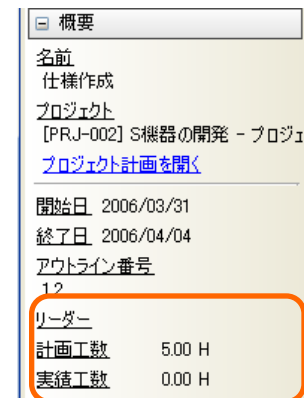 概要
名前
仕様作成
プロジェクト
[PRJ-002] S機器の開発 - プロジェ
プロジェクト計画を開く
開始日 2006/03/31
終了日 2006/04/04
アウトライン番号
1.2
リーダー
計画工数 5.00 H
実績工数 0.00 H